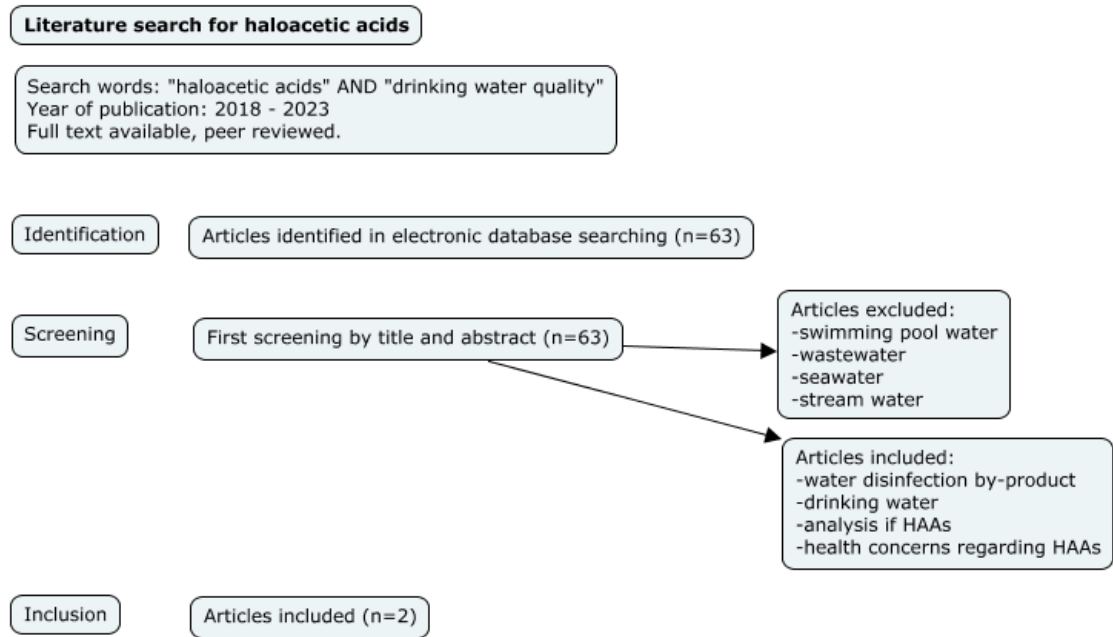 Literature search for haloacetic acids
Search words: "haloacetic acids" AND "drinking water quality"
Year of publication: 2018 - 2023
Full text available, peer reviewed.
Identification
Articles identified in electronic database searching (n=63)
Screening
First screening by title and abstract (n=63)
Articles excluded:
-swimming pool water
-wastewater
-seawater
-stream water
Articles included:
-water disinfection by-product
-drinking water
-analysis if HAAs
-health concerns regarding HAAs
Inclusion
Articles included (n=2)